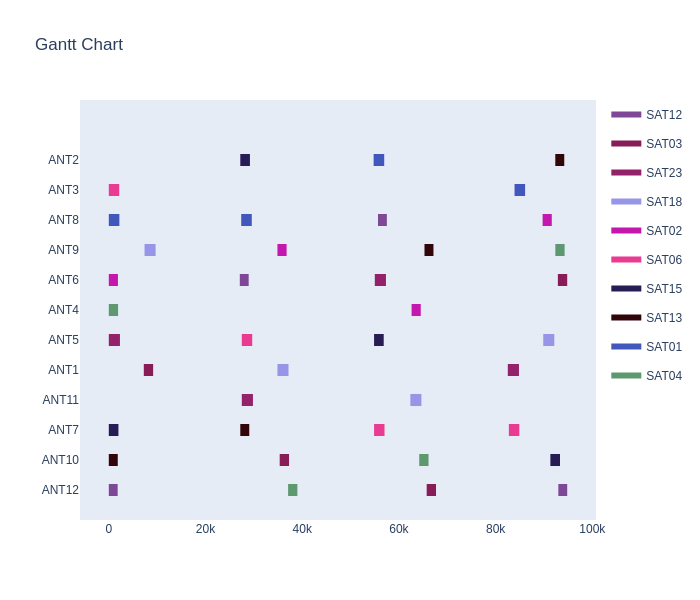 Gantt Chart
ANT2
ANT3
ANT8
ANT9
ANT6
ANT4
ANT5
ANT1
ANT11
ANT7
ANT10
ANT12
0
20k
40k
60k
80k
100k
SAT12
SAT03
SAT23
SAT18
SAT02
SAT06
SAT15
SAT13
SAT01
SAT04